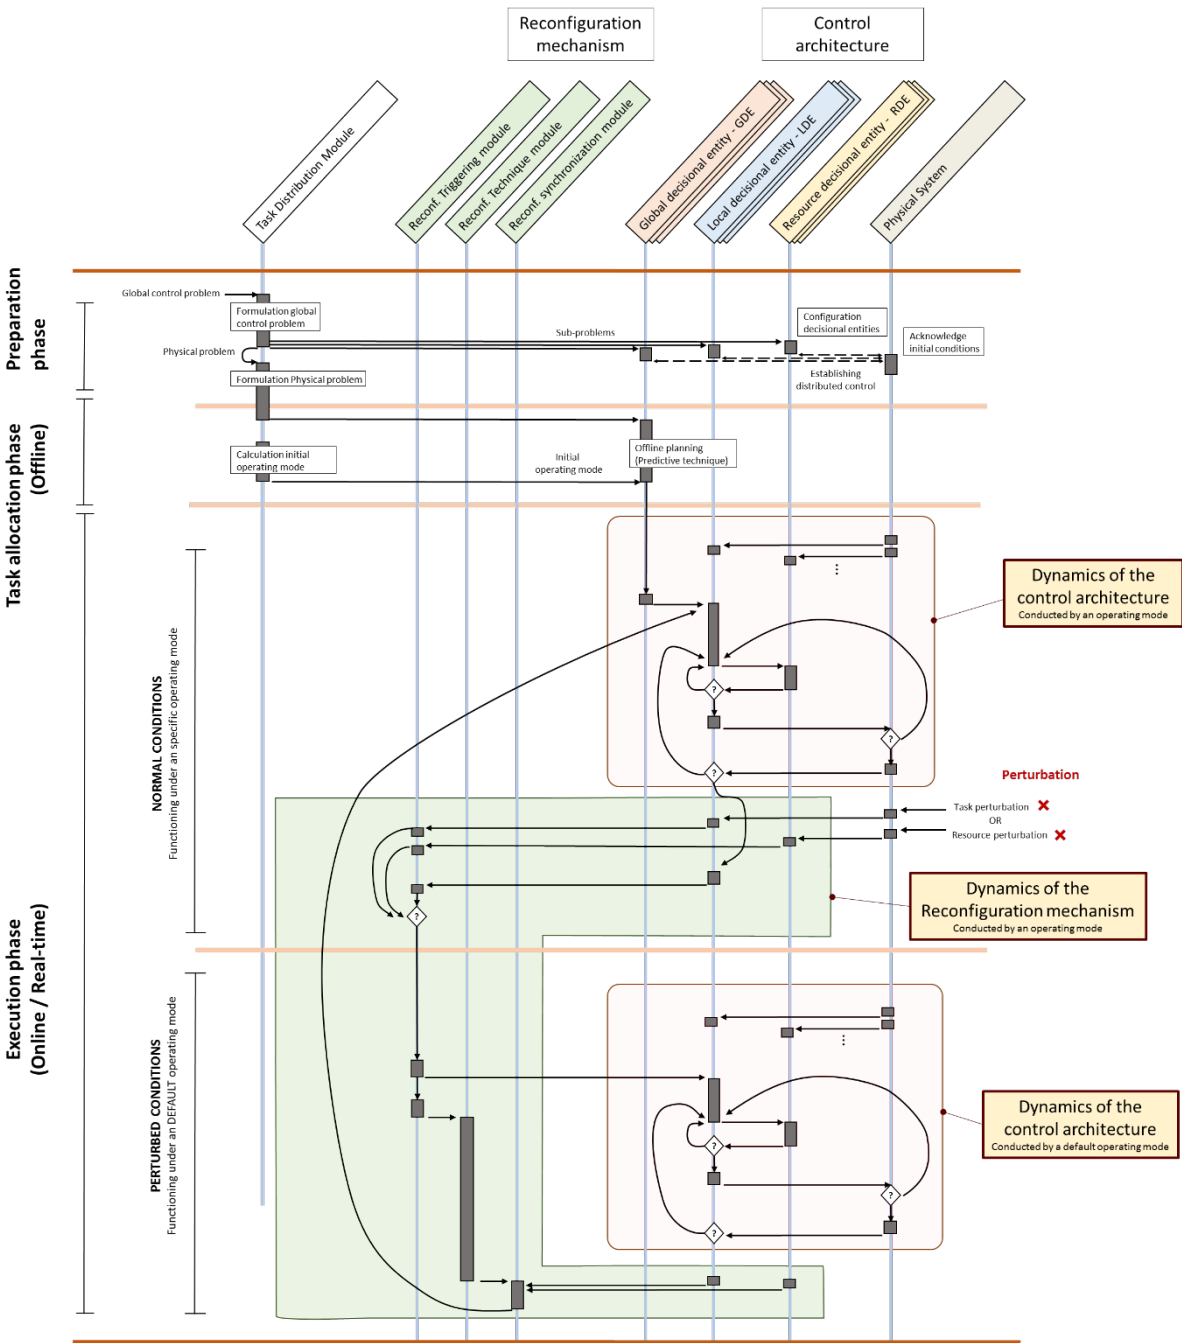 Reconfiguration
mechanism
Control
architecture
Task Distribution Module
Reconf. Triggering module
Reconf. Technique module
Reconf. synchronization module
Global decisional entity - GDE
Local decisional entity - LDE
Resource decisional entity - RDE
Physical System
Preparation
phase
Global control problem
Formulation global
control problem
Sub-problems
Configuration
decisional entities
Acknowledge
initial conditions
Physical problem
Formulation Physical problem
Establishing
distributed control
Task allocation phase
(Offline)
Calculation initial
operating mode
Initial
operating mode
Offline planning
(Predictive technique)
Execution phase
(Online / Real-time)
NORMAL CONDITIONS
Functioning under an specific operating mode
...
Dynamics of the
control architecture
Conducted by an operating mode
?
?
?
Perturbation
Task perturbation
OR
Resource perturbation
Dynamics of the
Reconfiguration mechanism
Conducted by an operating mode
?
PERTURBED CONDITIONS
Functioning under an DEFAULT operating mode
...
Dynamics of the
control architecture
Conducted by a default operating mode
?
?
?